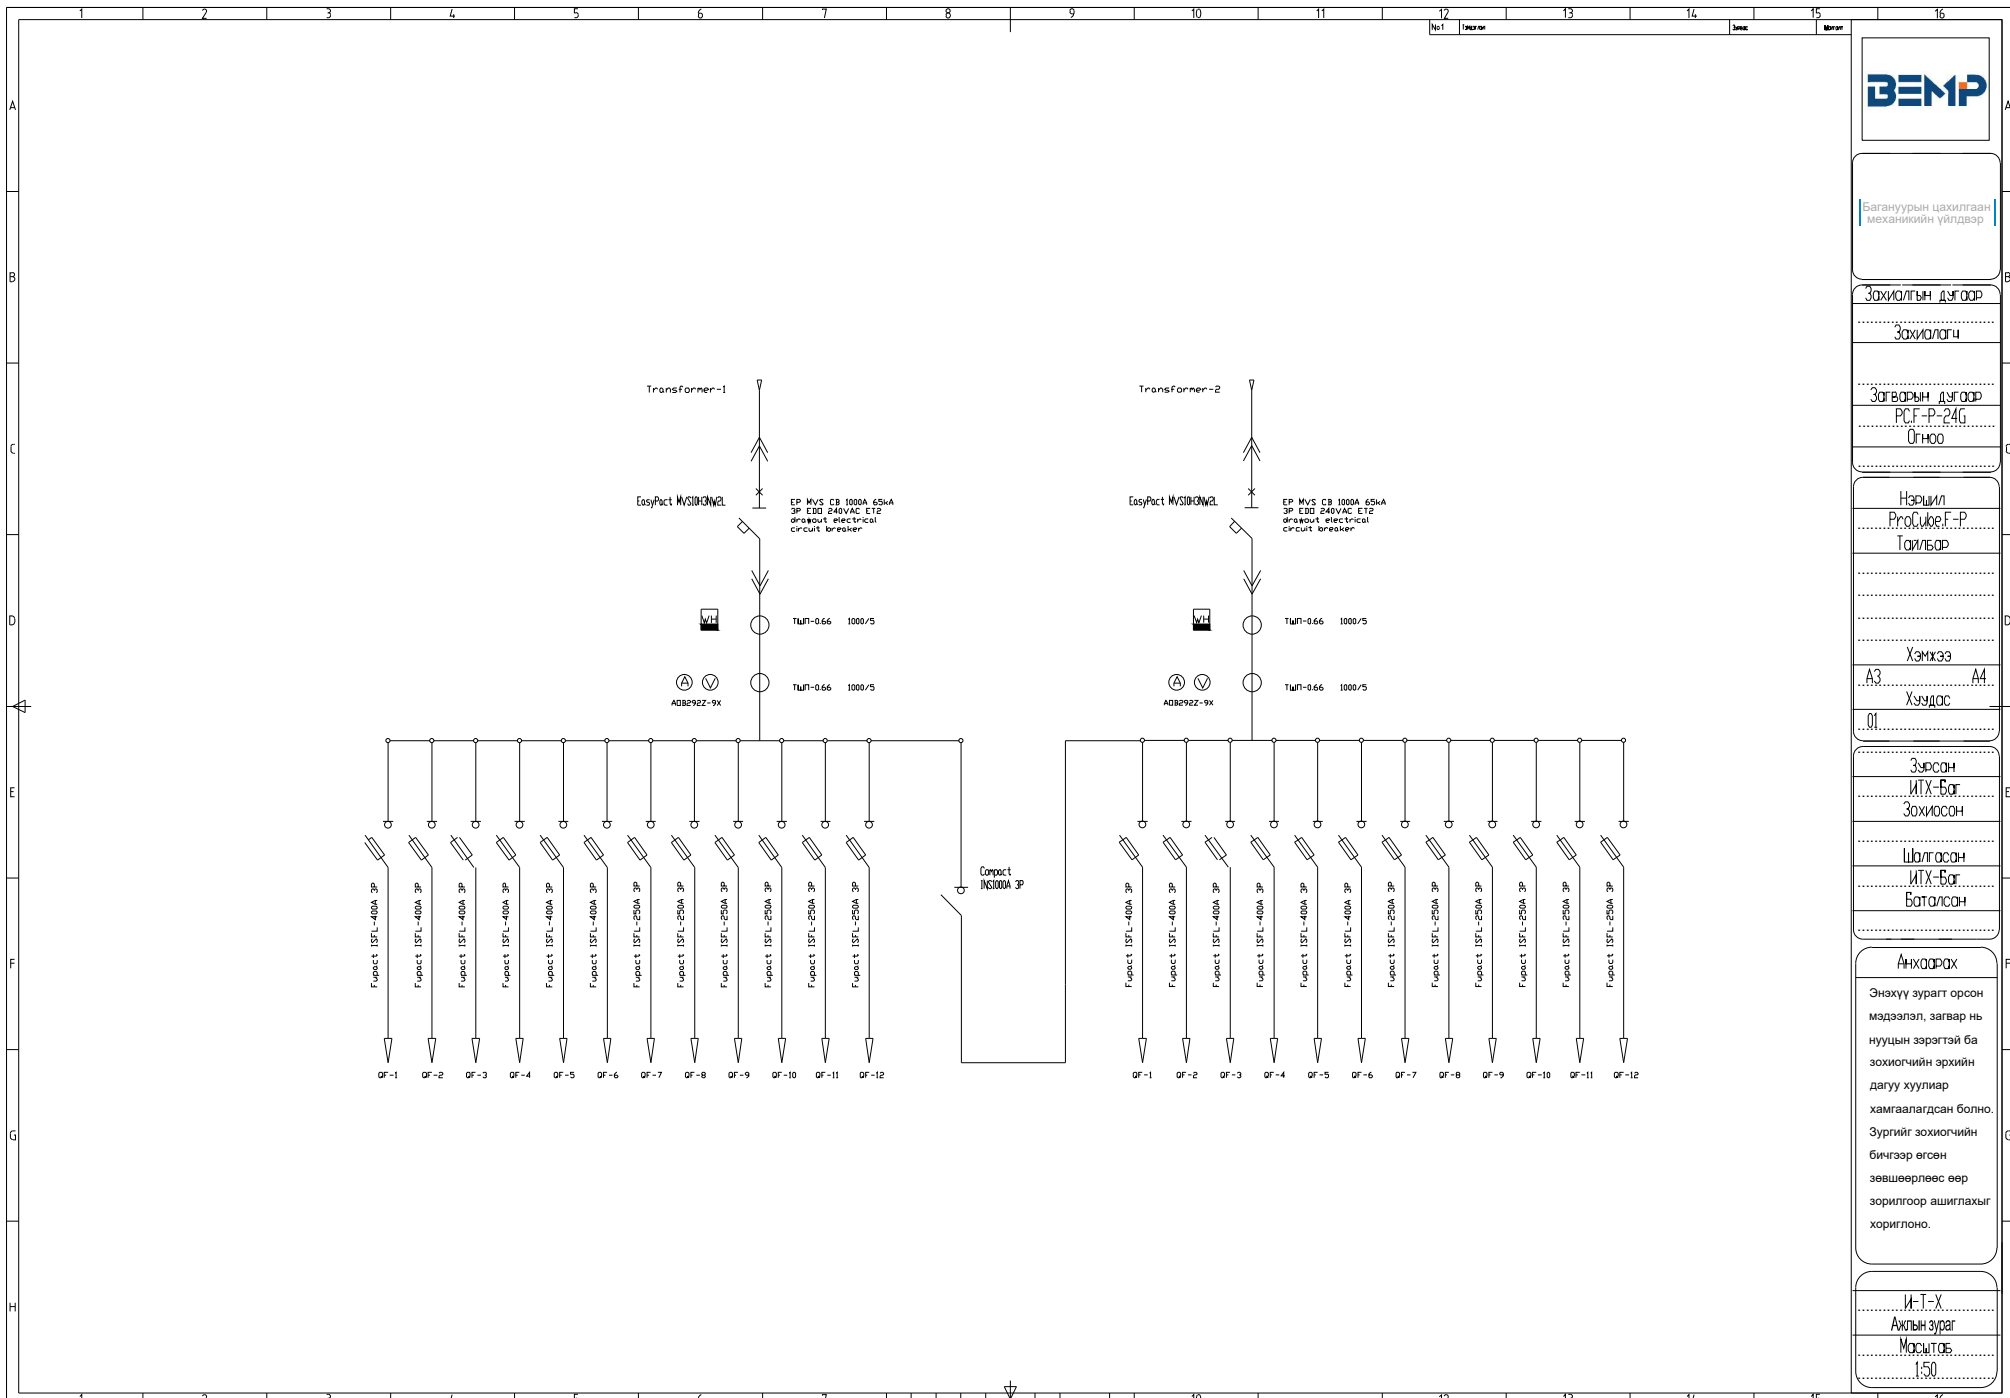 1 2 3 4 5 6 7 8 9 10 11 12 13 14 15 16
No1
BEMP
Багануурын цахилгаан
механикийн үйлдвэр
Захиалгын дугаар
Захиалагч
Загварын дугаар
PC.F-P-24G
Огноо
Нэршил
ProCube.F-P
Тайлбар
Хэмжээ
A3 A4
Хуудас
01
Зурсан
ИТХ-Баг
Зохиосон
Шалгасан
ИТХ-Баг
Баталсан
Анхаарах
Энэхүү зурагт орсон
мэдээлэл, загвар нь
нууцын зэрэгтэй ба
зохиогчийн эрхийн
дагуу хуулиар
хамгаалагдсан болно.
Зургийг зохиогчийн
бичгээр өгсөн
зөвшөөрлөөс өөр
зорилгоор ашиглахыг
хориглоно.
И-Т-Х
Ажлын зураг
Масштаб
1:50
A
B
C
D
E
F
G
H
Transformer-1
EasyPact MVS10H3NW2L
EP MVS CB 1000A 65kA
3P EDO 240VAC ET2
drawout electrical
circuit breaker
WH
ТШП-0.66 1000/5
A V
ТШП-0.66 1000/5
AOB292Z-9X
Fupact ISFL-400A 3P
Fupact ISFL-400A 3P
Fupact ISFL-400A 3P
Fupact ISFL-400A 3P
Fupact ISFL-400A 3P
Fupact ISFL-400A 3P
Fupact ISFL-250A 3P
Fupact ISFL-250A 3P
Fupact ISFL-250A 3P
Fupact ISFL-250A 3P
Fupact ISFL-250A 3P
Fupact ISFL-250A 3P
QF-1 QF-2 QF-3 QF-4 QF-5 QF-6 QF-7 QF-8 QF-9 QF-10 QF-11 QF-12
Compact
INS1000A 3P
Transformer-2
EasyPact MVS10H3NW2L
EP MVS CB 1000A 65kA
3P EDO 240VAC ET2
drawout electrical
circuit breaker
WH
ТШП-0.66 1000/5
A V
ТШП-0.66 1000/5
AOB292Z-9X
Fupact ISFL-400A 3P
Fupact ISFL-400A 3P
Fupact ISFL-400A 3P
Fupact ISFL-400A 3P
Fupact ISFL-400A 3P
Fupact ISFL-400A 3P
Fupact ISFL-250A 3P
Fupact ISFL-250A 3P
Fupact ISFL-250A 3P
Fupact ISFL-250A 3P
Fupact ISFL-250A 3P
Fupact ISFL-250A 3P
QF-1 QF-2 QF-3 QF-4 QF-5 QF-6 QF-7 QF-8 QF-9 QF-10 QF-11 QF-12